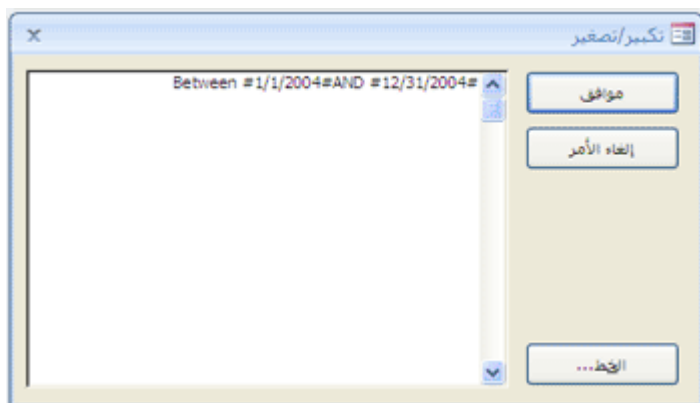 تكبير/تصغير
Between #1/1/2004#AND #12/31/2004#
موافق
إلغاء الأمر
الخط...